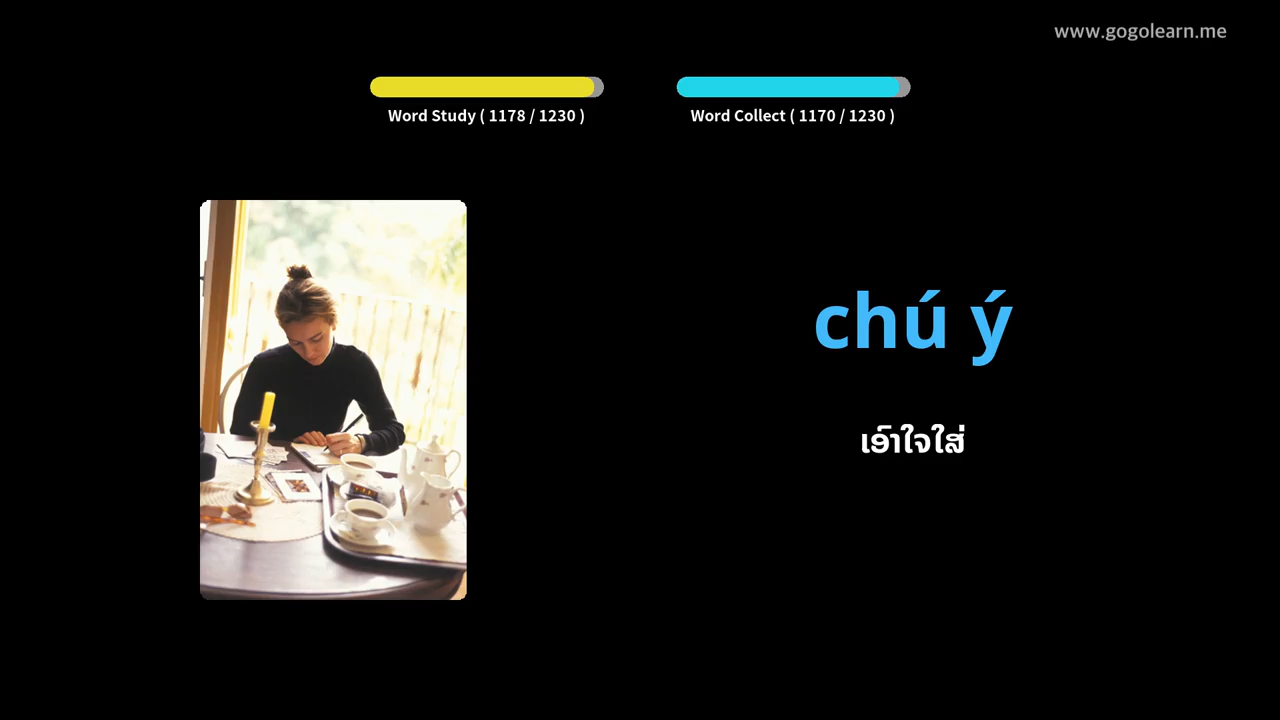 www.gogolearn.me
Word Study ( 1178 / 1230 )
Word Collect ( 1170 / 1230 )
chú ý
ເອົາໃຈໃສ່